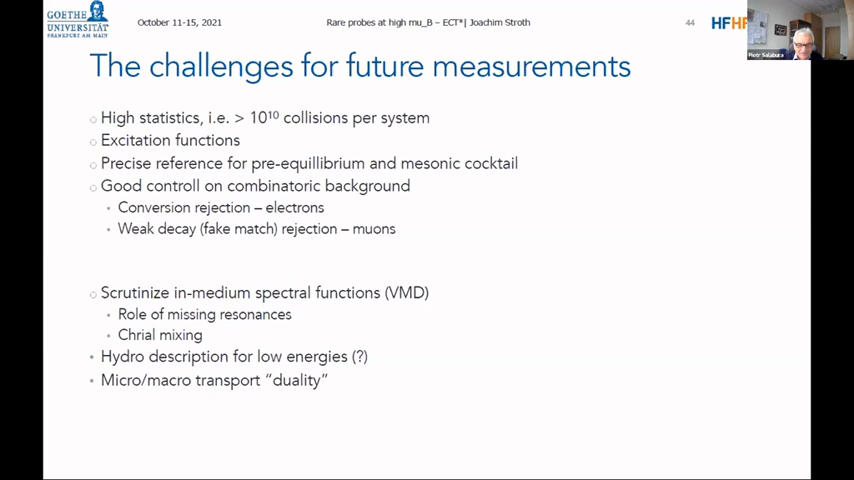 GOETHE
UNIVERSITÄT
FRANKFURT AM MAIN
October 11-15, 2021
Rare probes at high mu_B – ECT*| Joachim Stroth
44
HFHF
Piotr Salabura
The challenges for future measurements
High statistics, i.e. > 10¹⁰ collisions per system
Excitation functions
Precise reference for pre-equillibrium and mesonic cocktail
Good controll on combinatoric background
Conversion rejection – electrons
Weak decay (fake match) rejection – muons
Scrutinize in-medium spectral functions (VMD)
Role of missing resonances
Chrial mixing
Hydro description for low energies (?)
Micro/macro transport “duality”